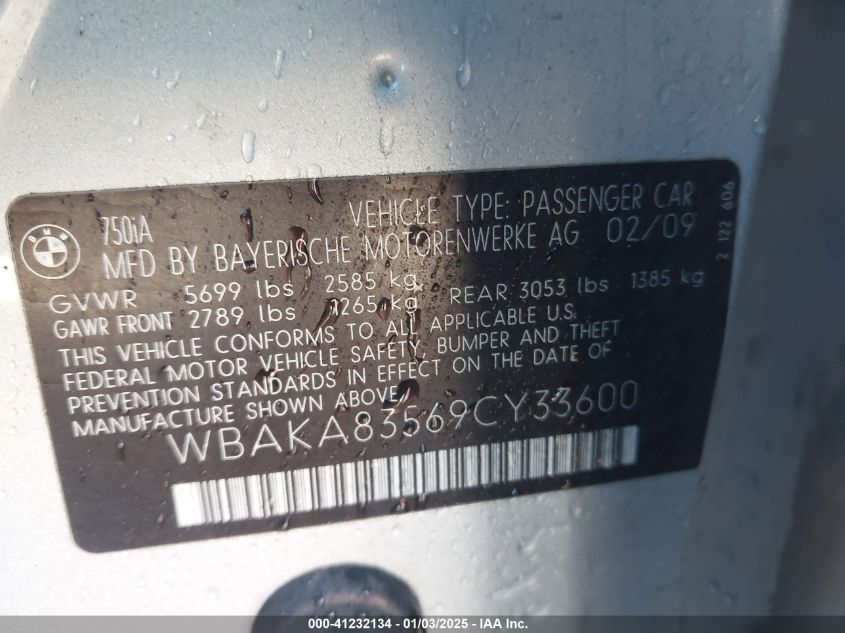 BMW
750iA
VEHICLE TYPE: PASSENGER CAR
MFD BY BAYERISCHE MOTORENWERKE AG 02/09
GVWR 5699 lbs 2585 kg
GAWR FRONT 2789 lbs 1265 kg REAR 3053 lbs 1385 kg
THIS VEHICLE CONFORMS TO ALL APPLICABLE U.S.
FEDERAL MOTOR VEHICLE SAFETY, BUMPER AND THEFT
PREVENTION STANDARDS IN EFFECT ON THE DATE OF
MANUFACTURE SHOWN ABOVE
WBAKA83569CY33600
2 122 606
000-41232134 - 01/03/2025 - IAA Inc.